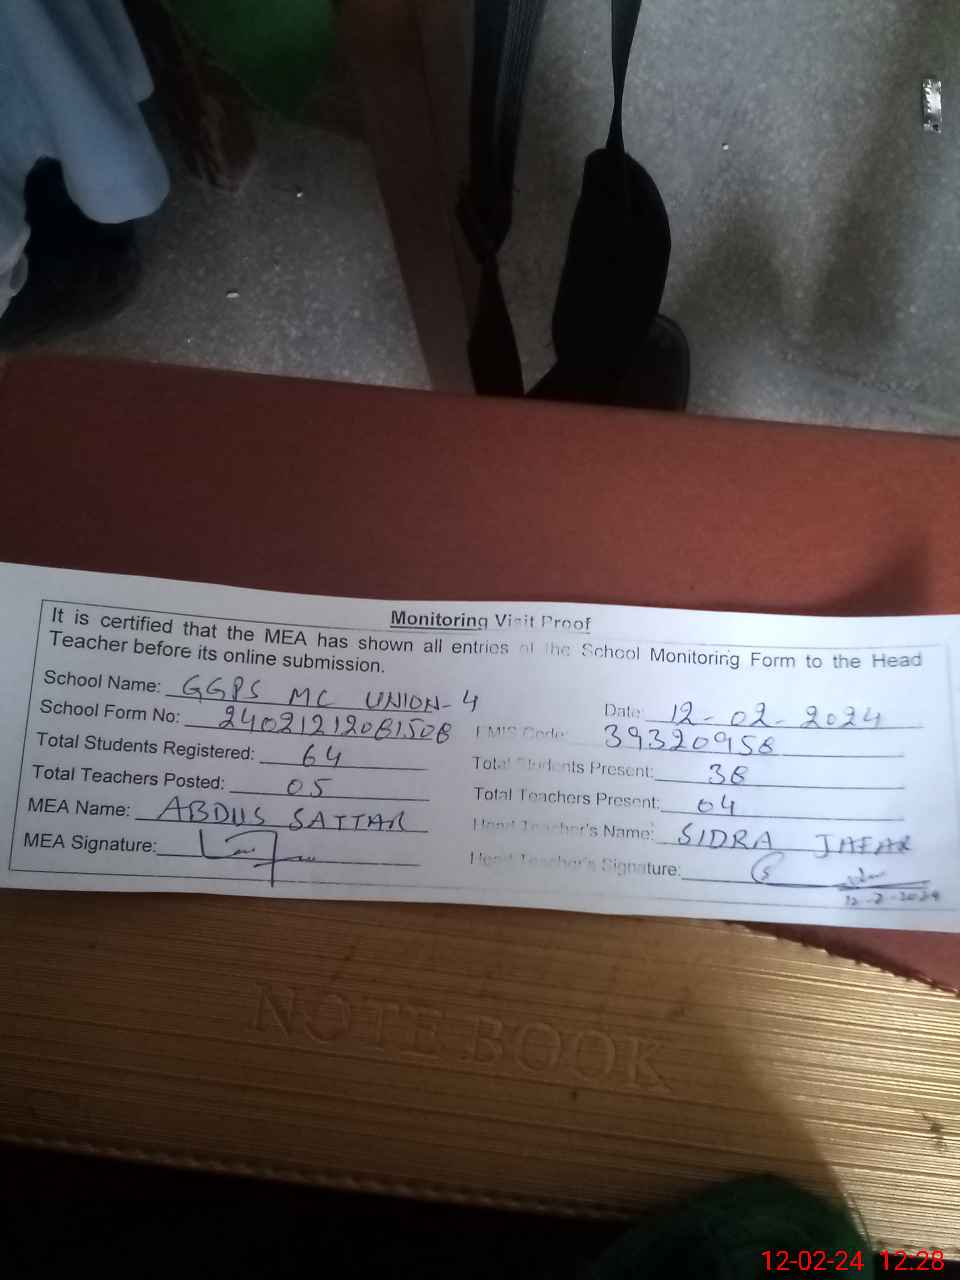 Monitoring Visit Proof
It is certified that the MEA has shown all entries of the School Monitoring Form to the Head
Teacher before its online submission.
School Name: GGPS MC UNION-4 Date: 12-02-2024
School Form No: 24021212081508 EMIS Code: 39320958
Total Students Registered: 64 Total Students Present: 38
Total Teachers Posted: 05 Total Teachers Present: 04
MEA Name: ABDUS SATTAR Head Teacher's Name: SIDRA JAFAR
MEA Signature: Head Teacher's Signature:
12-2-2024
NOTEBOOK
12-02-24 12:28